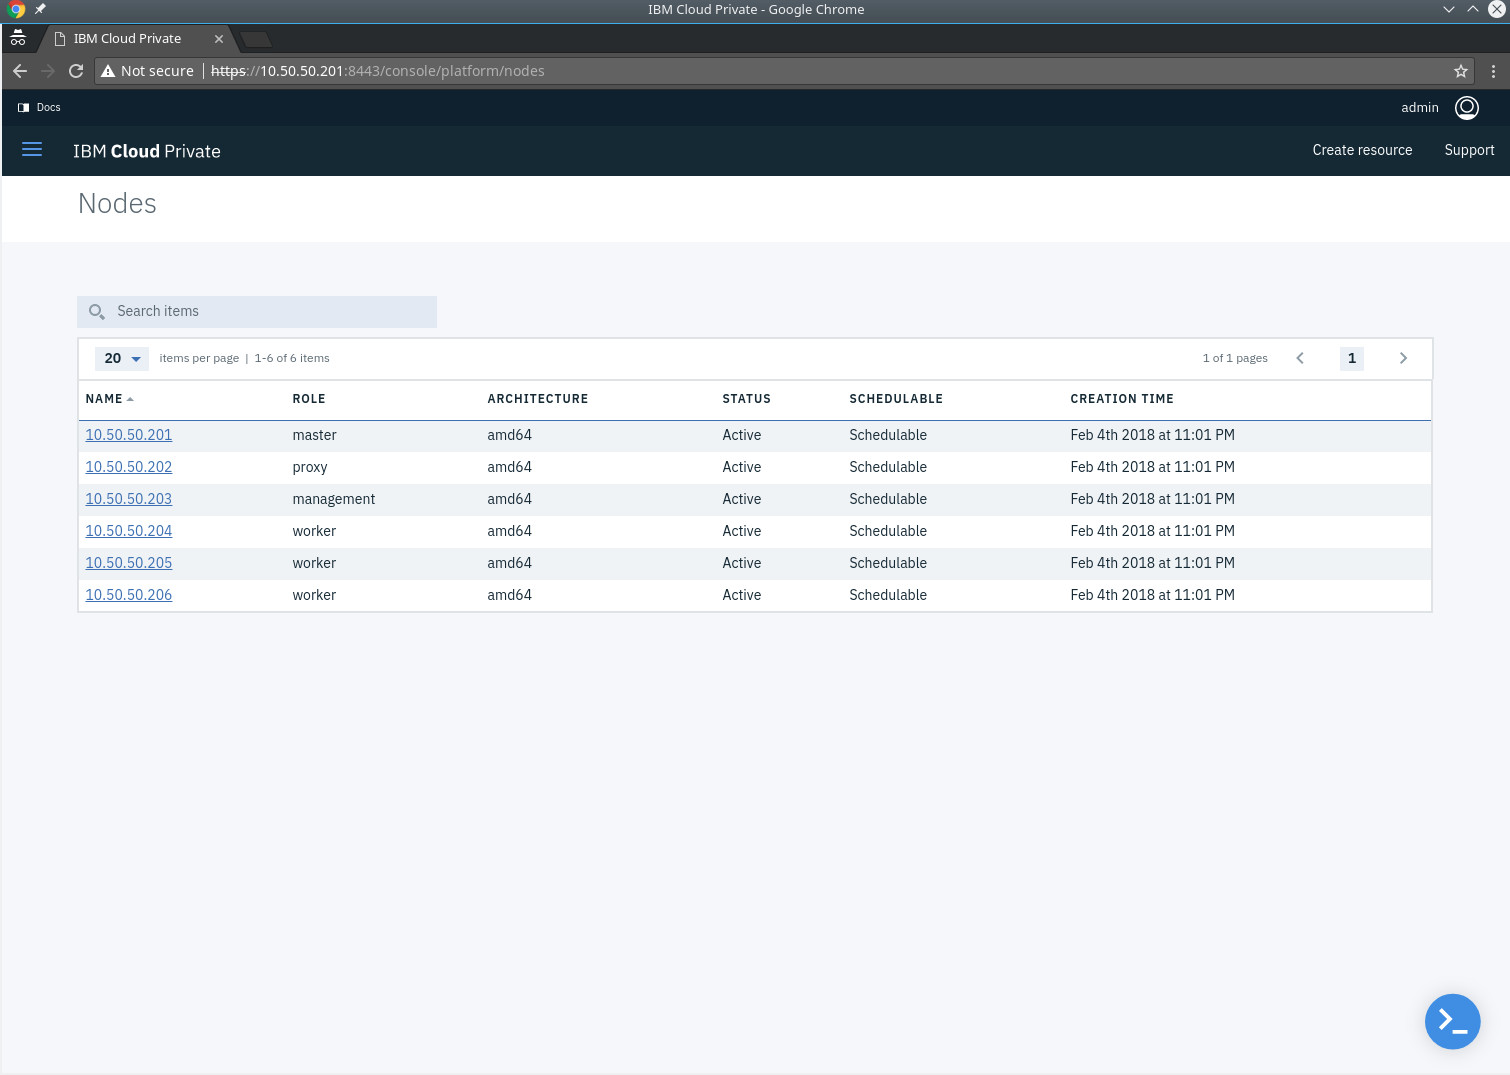 IBM Cloud Private - Google Chrome
IBM Cloud Private
Not secure | https://10.50.50.201:8443/console/platform/nodes
Docs admin
IBM Cloud Private Create resource Support
Nodes
Search items
20 items per page | 1-6 of 6 items 1 of 1 pages 1
NAME ROLE ARCHITECTURE STATUS SCHEDULABLE CREATION TIME
10.50.50.201 master amd64 Active Schedulable Feb 4th 2018 at 11:01 PM
10.50.50.202 proxy amd64 Active Schedulable Feb 4th 2018 at 11:01 PM
10.50.50.203 management amd64 Active Schedulable Feb 4th 2018 at 11:01 PM
10.50.50.204 worker amd64 Active Schedulable Feb 4th 2018 at 11:01 PM
10.50.50.205 worker amd64 Active Schedulable Feb 4th 2018 at 11:01 PM
10.50.50.206 worker amd64 Active Schedulable Feb 4th 2018 at 11:01 PM